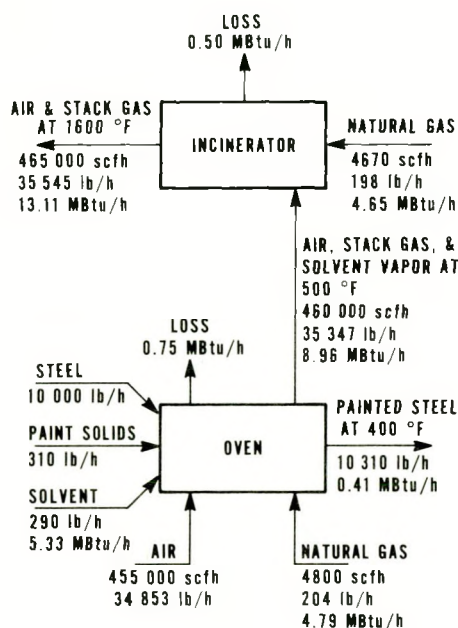 LOSS
0.50 MBtu/h
AIR & STACK GAS
AT 1600 °F
465 000 scfh
35 545 lb/h
13.11 MBtu/h
INCINERATOR
NATURAL GAS
4670 scfh
198 lb/h
4.65 MBtu/h
AIR, STACK GAS, &
SOLVENT VAPOR AT
500 °F
460 000 scfh
35 347 lb/h
8.96 MBtu/h
LOSS
0.75 MBtu/h
STEEL
10 000 lb/h
PAINT SOLIDS
310 lb/h
SOLVENT
290 lb/h
5.33 MBtu/h
OVEN
PAINTED STEEL
AT 400 °F
10 310 lb/h
0.41 MBtu/h
AIR
455 000 scfh
34 853 lb/h
NATURAL GAS
4800 scfh
204 lb/h
4.79 MBtu/h